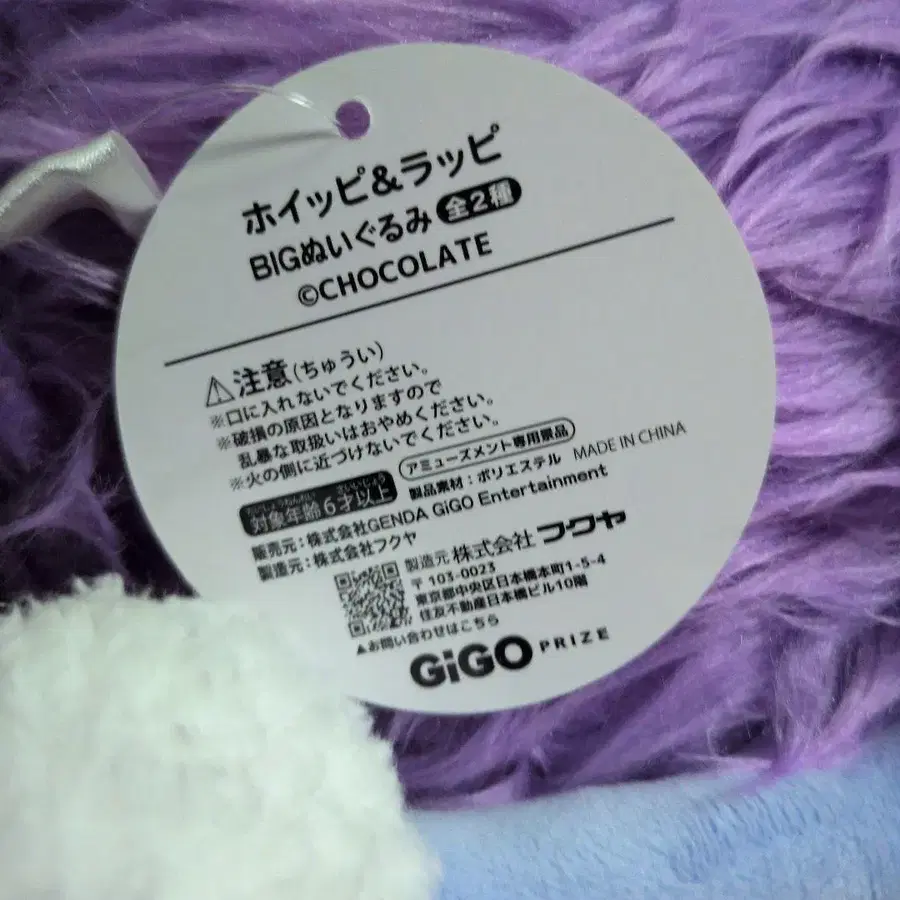 ホイッピ&ラッピ
BIGぬいぐるみ 全2種
©CHOCOLATE
注意(ちゅうい)
※口に入れないでください。
※破損の原因となりますので
乱暴な取扱いはおやめください。
※火の側に近づけないでください。
対象年齢6才以上 アミューズメント専用景品
製品素材:ポリエステル MADE IN CHINA
販売元:株式会社GENDA GiGO Entertainment
製造元:株式会社フクヤ
製造元 株式会社フクヤ
〒103-0023
東京都中央区日本橋本町1-5-4
住友不動産日本橋ビル10階
▲お問い合わせはこちら
GiGO PRIZE